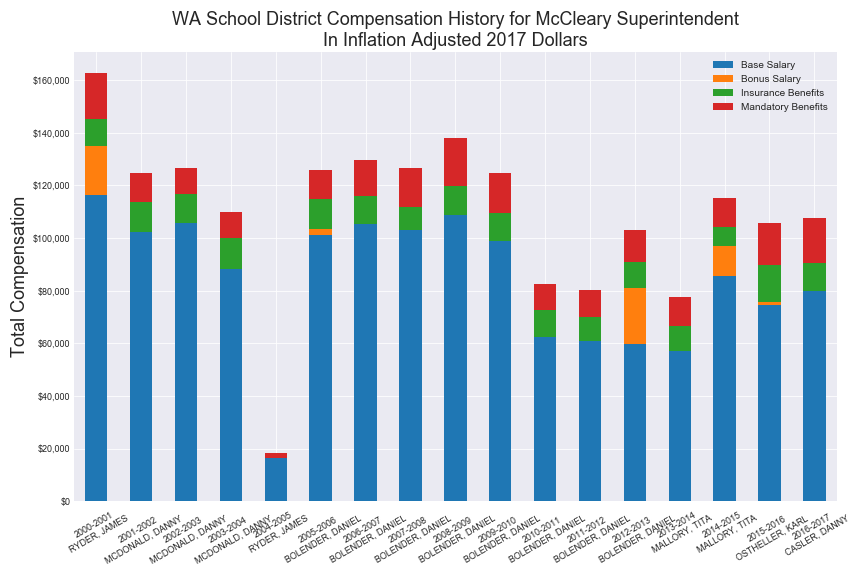 WA School District Compensation History for McCleary Superintendent
In Inflation Adjusted 2017 Dollars
Base Salary
Bonus Salary
Insurance Benefits
Mandatory Benefits
Total Compensation
$160,000
$140,000
$120,000
$100,000
$80,000
$60,000
$40,000
$20,000
$0
2000-2001
RYDER, JAMES
2001-2002
MCDONALD, DANNY
2002-2003
MCDONALD, DANNY
2003-2004
MCDONALD, DANNY
2004-2005
RYDER, JAMES
2005-2006
BOLENDER, DANIEL
2006-2007
BOLENDER, DANIEL
2007-2008
BOLENDER, DANIEL
2008-2009
BOLENDER, DANIEL
2009-2010
BOLENDER, DANIEL
2010-2011
BOLENDER, DANIEL
2011-2012
BOLENDER, DANIEL
2012-2013
BOLENDER, DANIEL
2013-2014
MALLORY, TITA
2014-2015
MALLORY, TITA
2015-2016
OSTHELLER, KARL
2016-2017
CASLER, DANNY